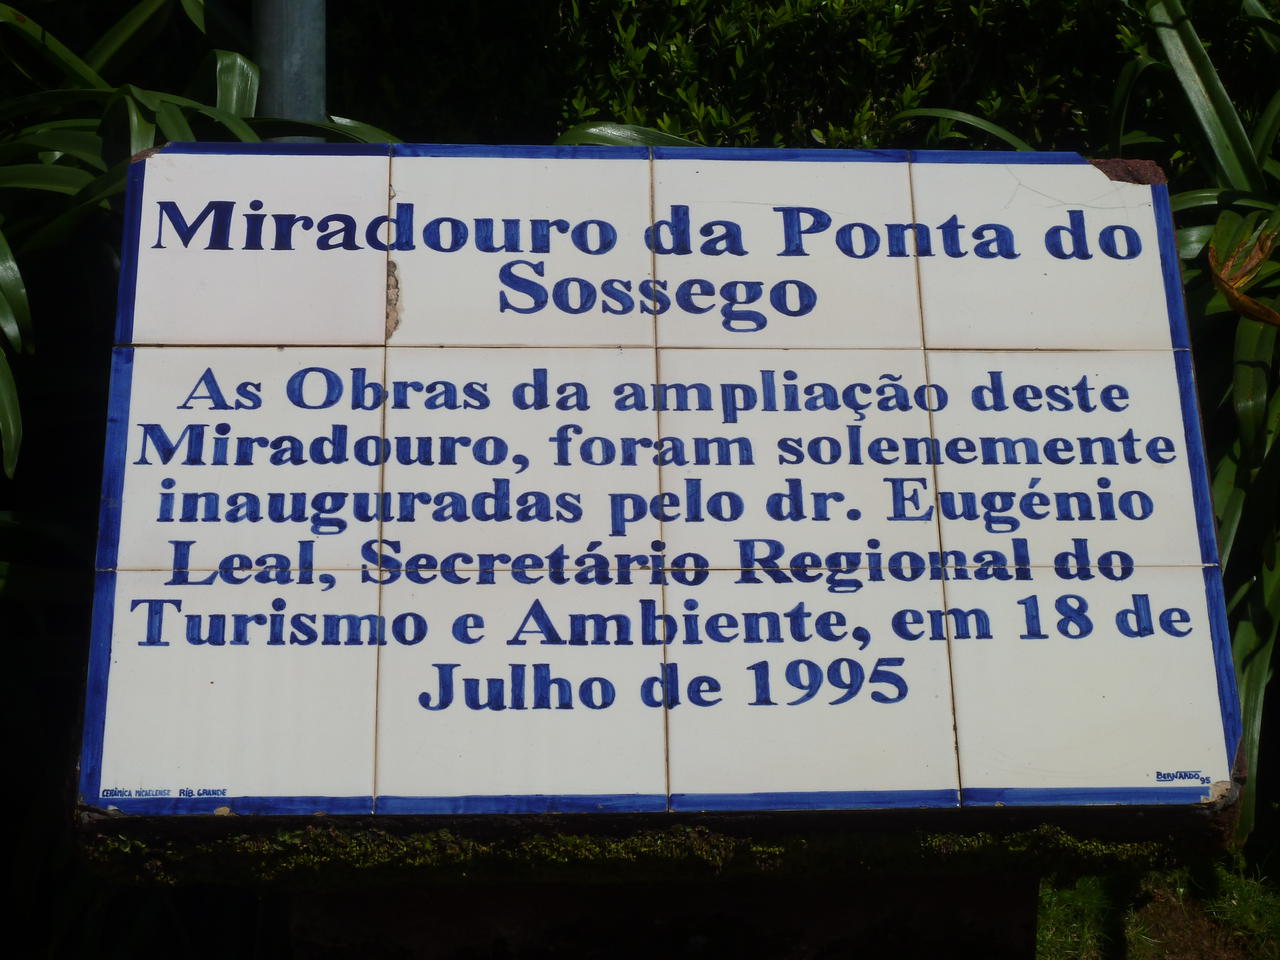 Miradouro da Ponta do
Sossego
As Obras da ampliação deste
Miradouro, foram solenemente
inauguradas pelo dr. Eugénio
Leal, Secretário Regional do
Turismo e Ambiente, em 18 de
Julho de 1995
CERÂMICA MICAELENSE RIB. GRANDE
BERNARDO 95